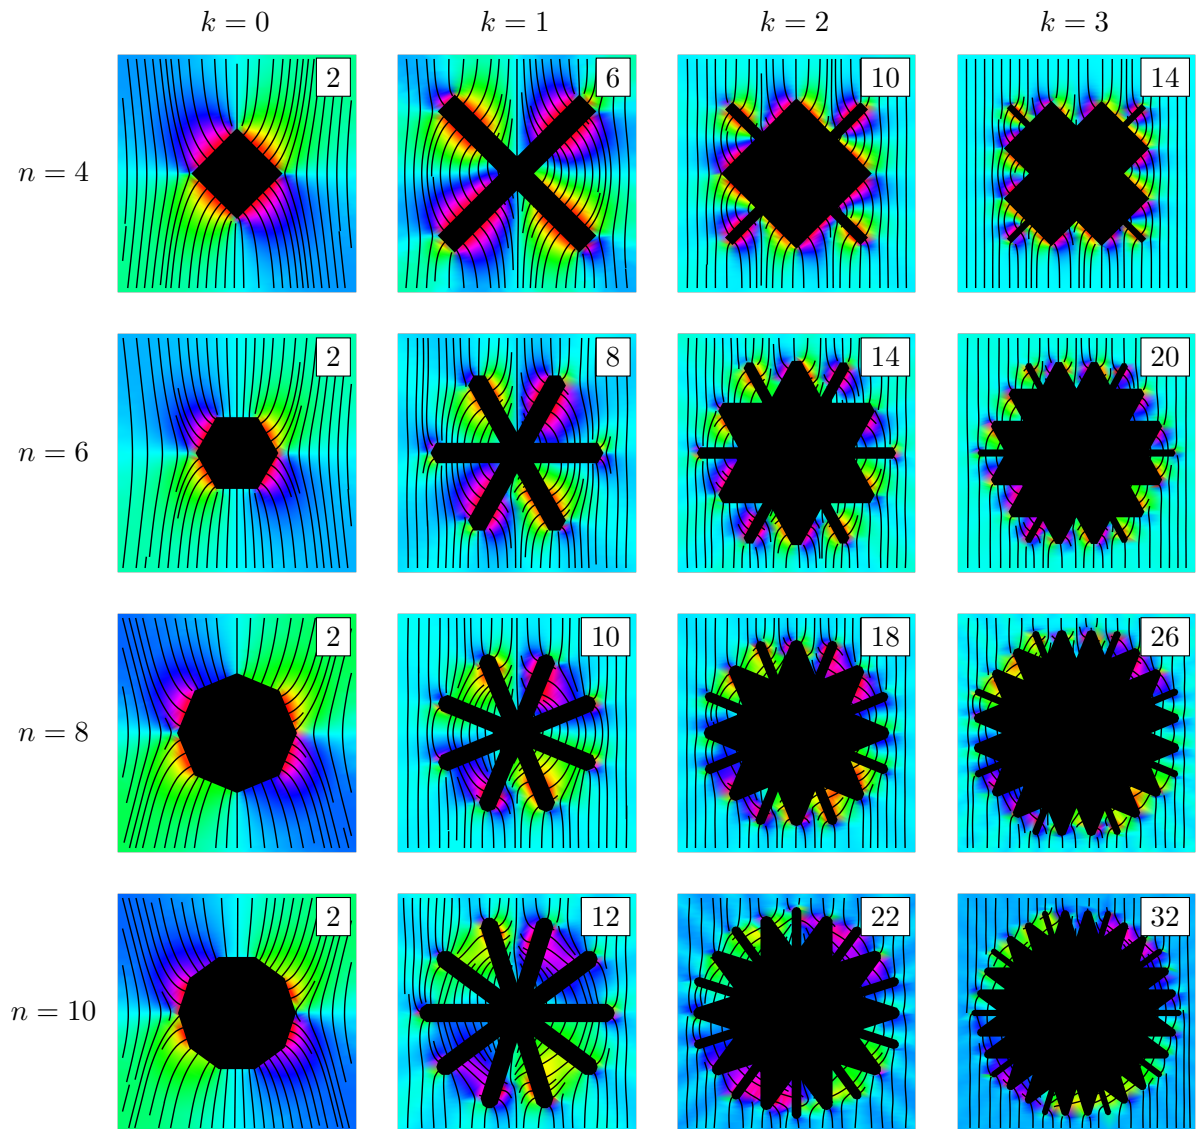 k = 0 k = 1 k = 2 k = 3
n = 4 2 6 10 14
n = 6 2 8 14 20
n = 8 2 10 18 26
n = 10 2 12 22 32